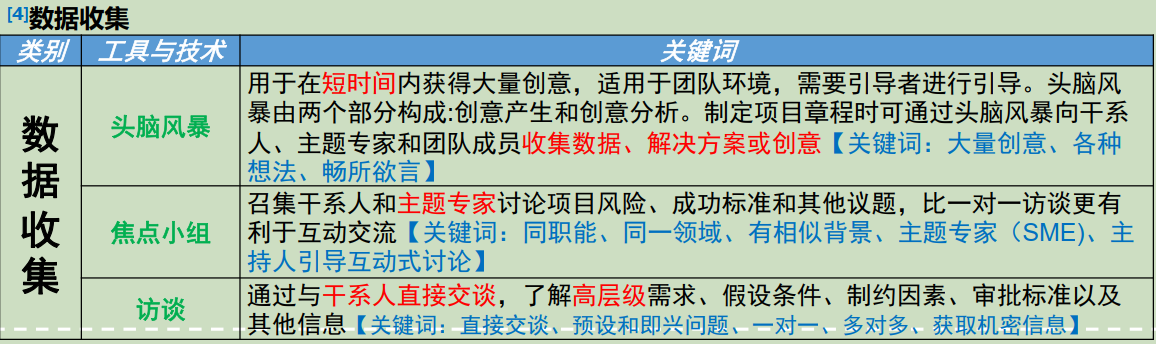 [4]数据收集
类别 工具与技术 关键词
数据收集
头脑风暴
用于在短时间内获得大量创意，适用于团队环境，需要引导者进行引导。头脑风
暴由两个部分构成:创意产生和创意分析。制定项目章程时可通过头脑风暴向干系
人、主题专家和团队成员收集数据、解决方案或创意【关键词：大量创意、各种
想法、畅所欲言】
焦点小组
召集干系人和主题专家讨论项目风险、成功标准和其他议题，比一对一访谈更有
利于互动交流【关键词：同职能、同一领域、有相似背景、主题专家（SME)、主
持人引导互动式讨论】
访谈
通过与干系人直接交谈，了解高层级需求、假设条件、制约因素、审批标准以及
其他信息【关键词：直接交谈、预设和即兴问题、一对一、多对多、获取机密信息】